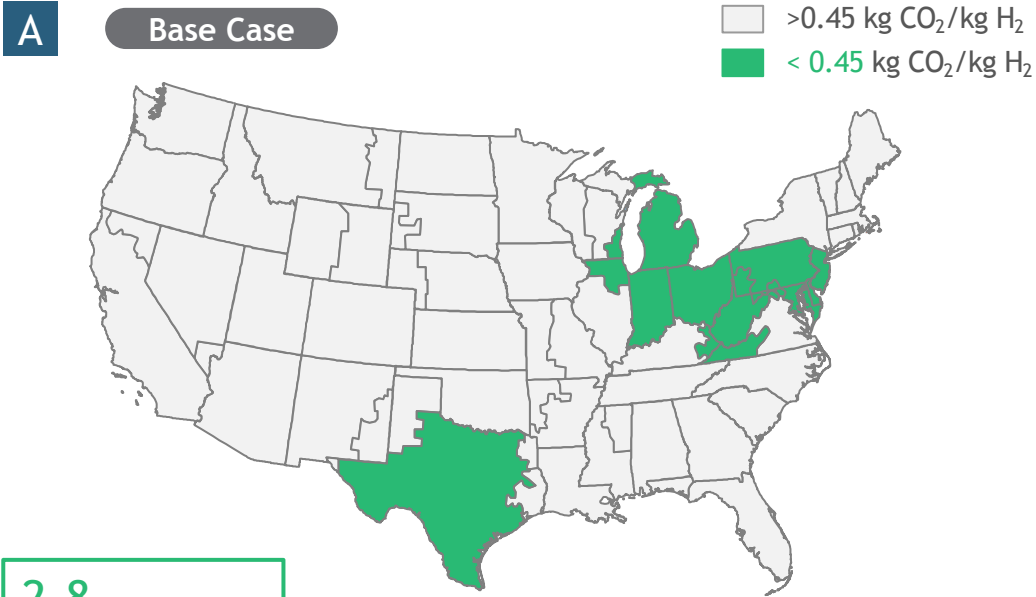 A
Base Case
>0.45 kg CO₂/kg H₂
< 0.45 kg CO₂/kg H₂